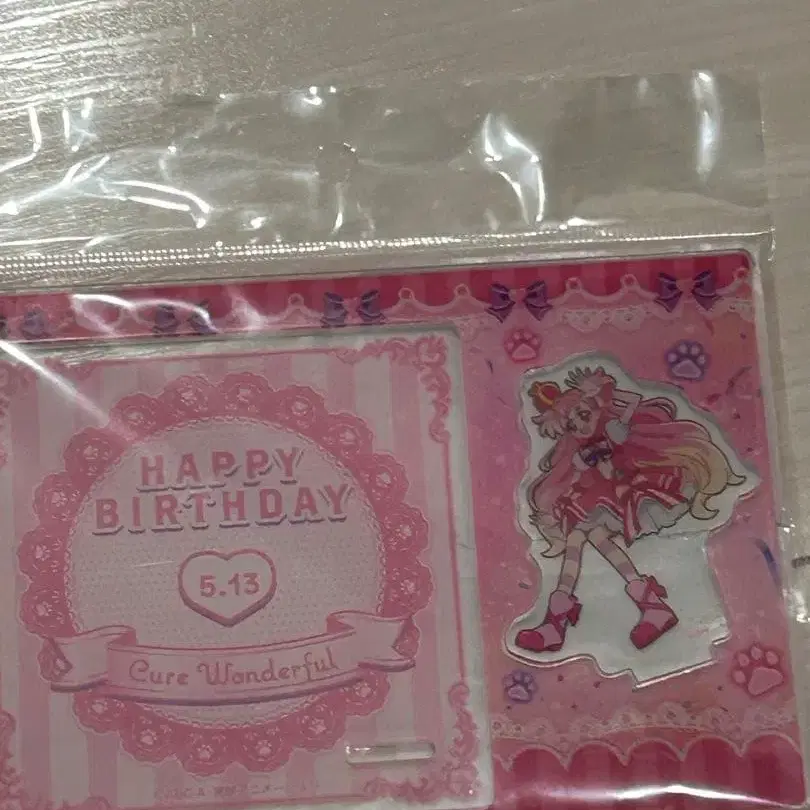 HAPPY
BIRTHDAY
5.13
Cure Wonderful